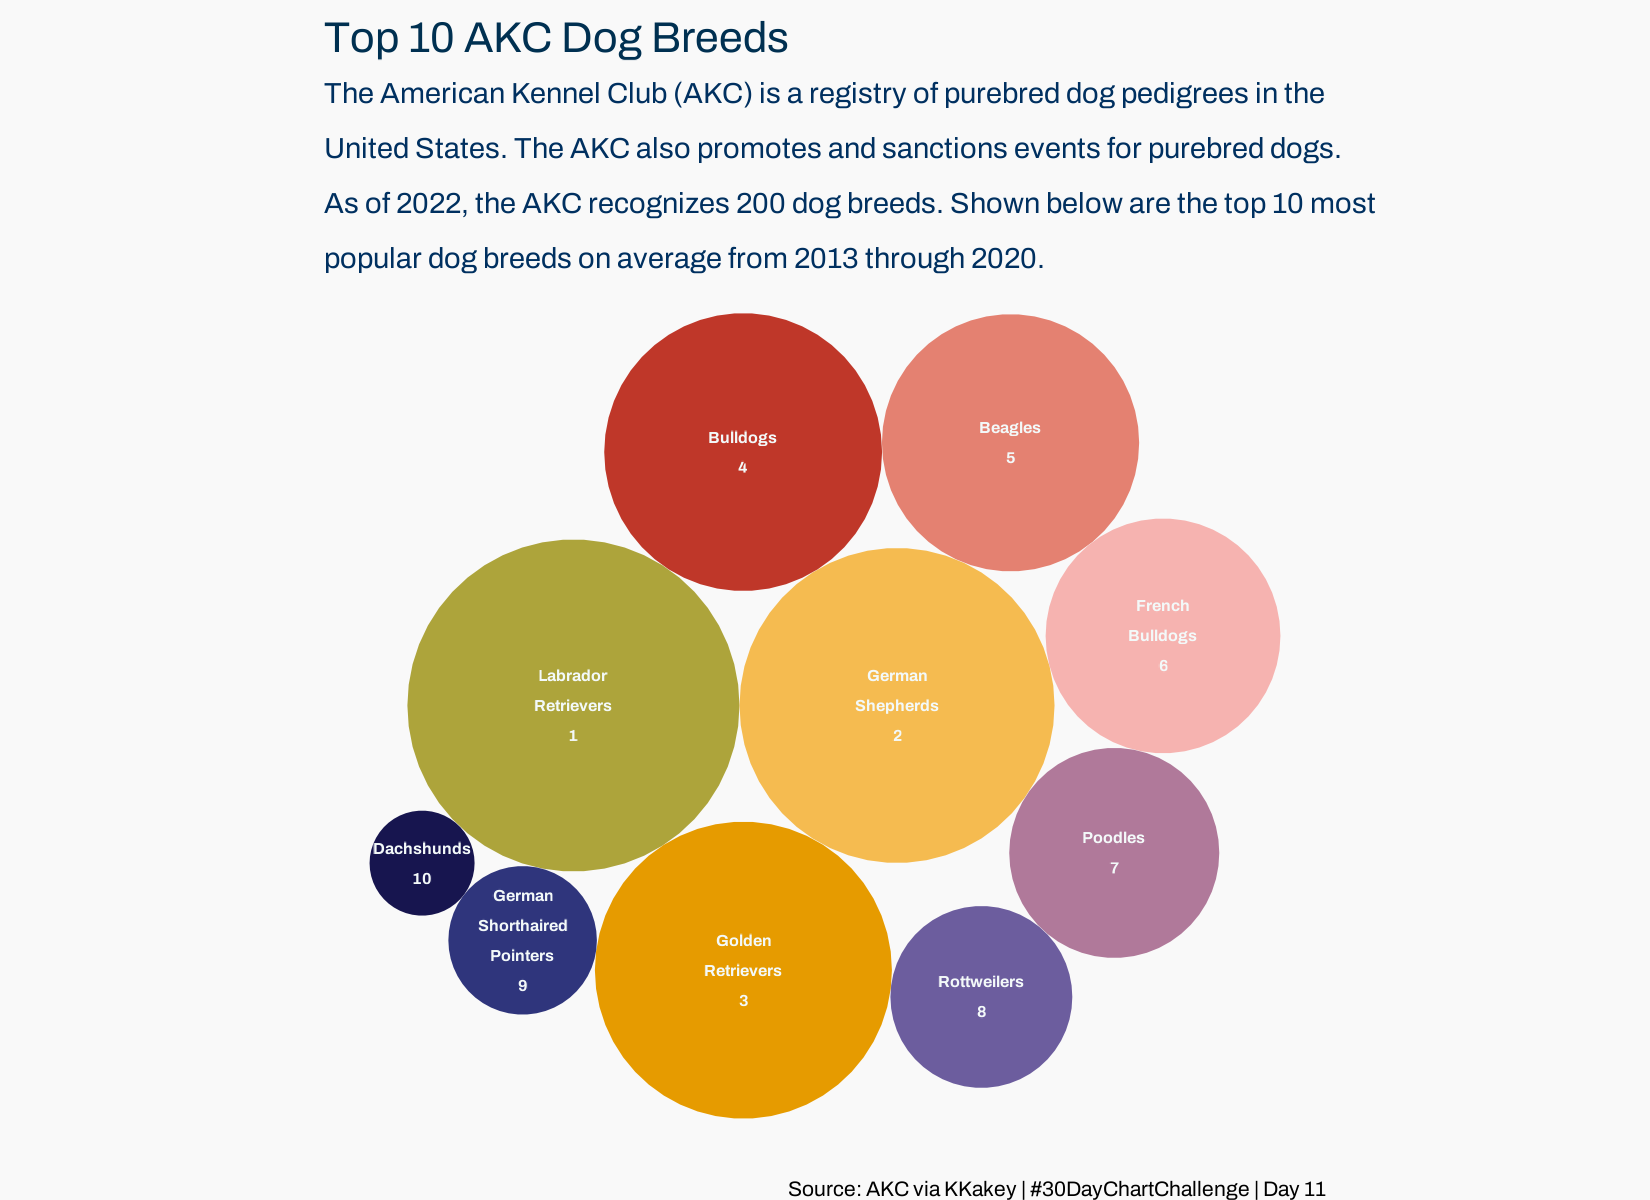 Top 10 AKC Dog Breeds
The American Kennel Club (AKC) is a registry of purebred dog pedigrees in the
United States. The AKC also promotes and sanctions events for purebred dogs.
As of 2022, the AKC recognizes 200 dog breeds. Shown below are the top 10 most
popular dog breeds on average from 2013 through 2020.
Bulldogs
4
Beagles
5
French
Bulldogs
6
Labrador
Retrievers
1
German
Shepherds
2
Poodles
7
Dachshunds
10
German
Shorthaired
Pointers
9
Golden
Retrievers
3
Rottweilers
8
Source: AKC via KKakey | #30DayChartChallenge | Day 11